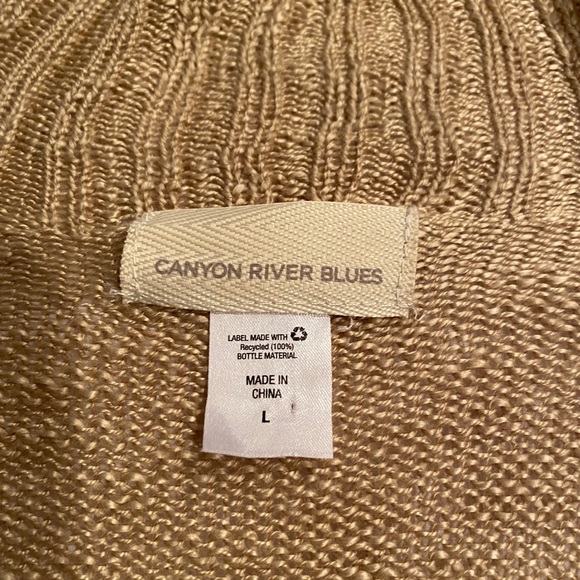 CANYON RIVER BLUES
LABEL MADE WITH
Recycled (100%)
BOTTLE MATERIAL
MADE IN
CHINA
L